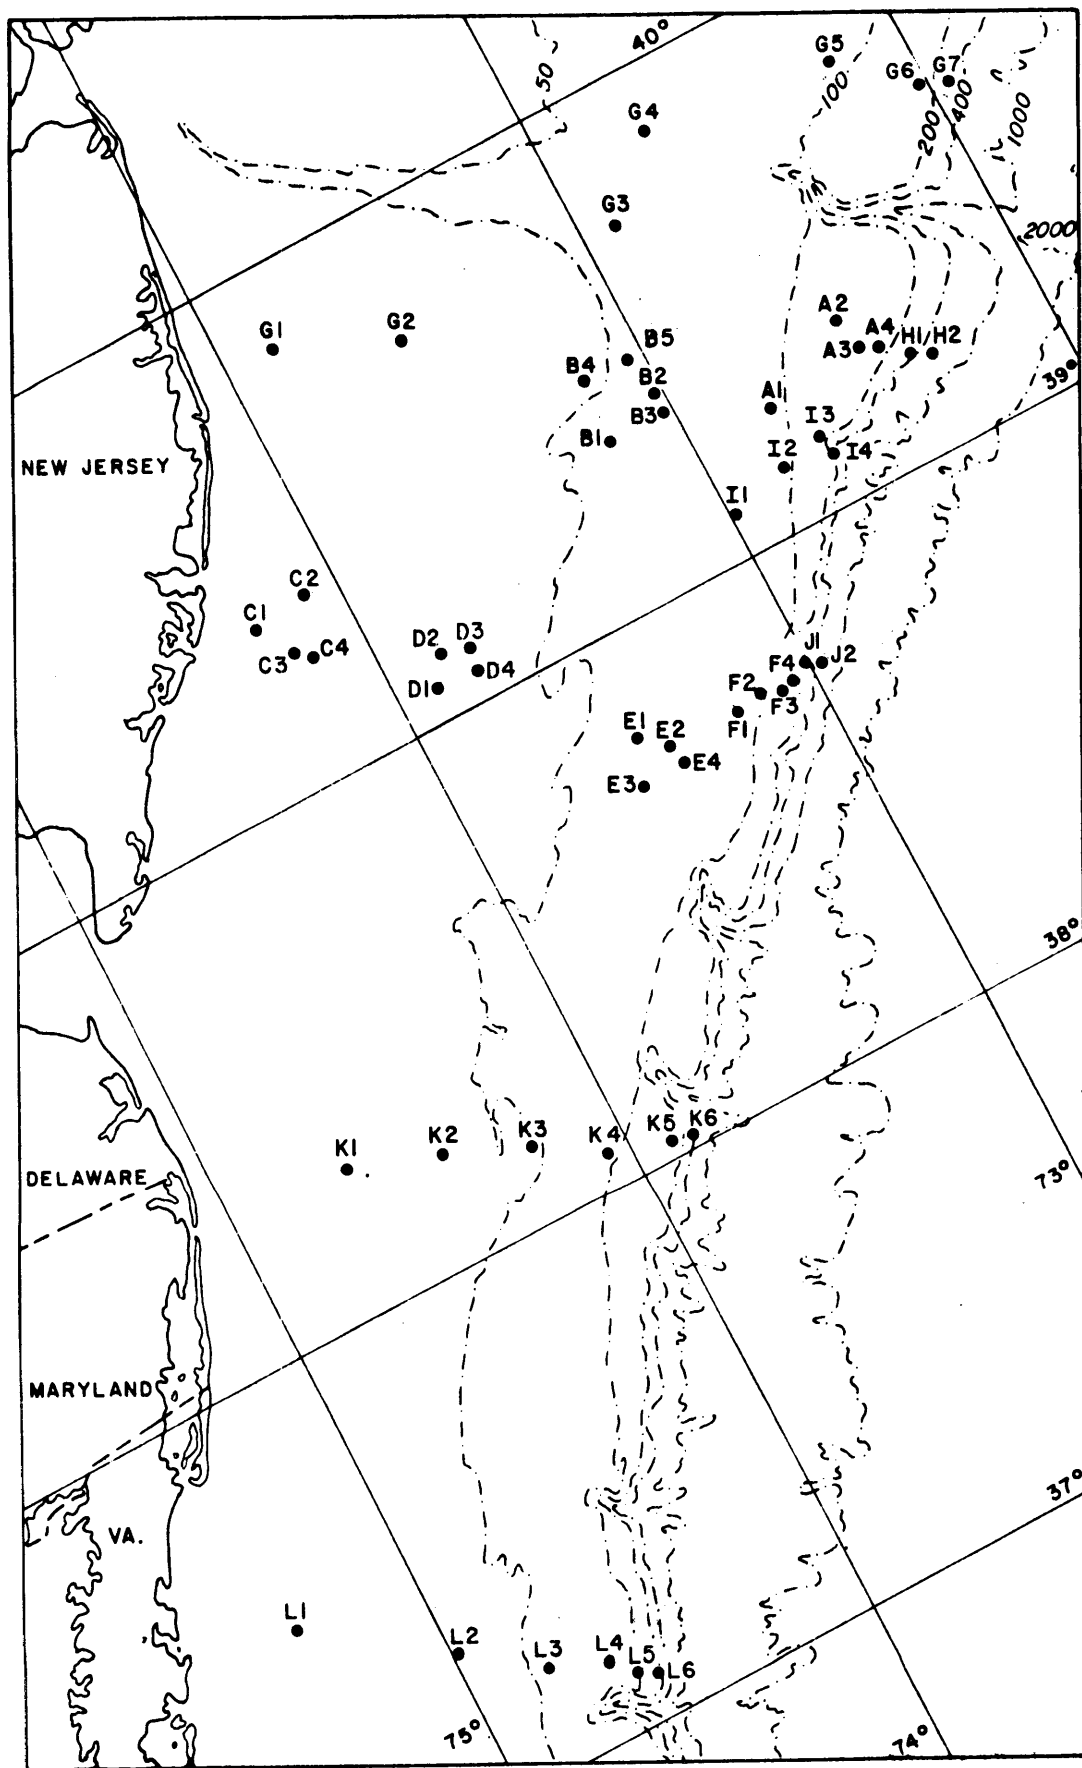 40°
G5
G6
G7
50
100
200
400
1000
G4
G3
2000
A2
G1
G2
A4
A3
H1/H2
B5
B4
B2
39°
B3
A1
B1
I3
I2
I4
NEW JERSEY
I1
C2
C1
D2
D3
C3
C4
J1
J2
F4
D4
D1
F2
F3
F1
E1
E2
E4
E3
38°
K5
K6
K1
K2
K3
K4
73°
DELAWARE
MARYLAND
37°
VA.
L1
L2
L3
L4
L5
L6
75°
74°